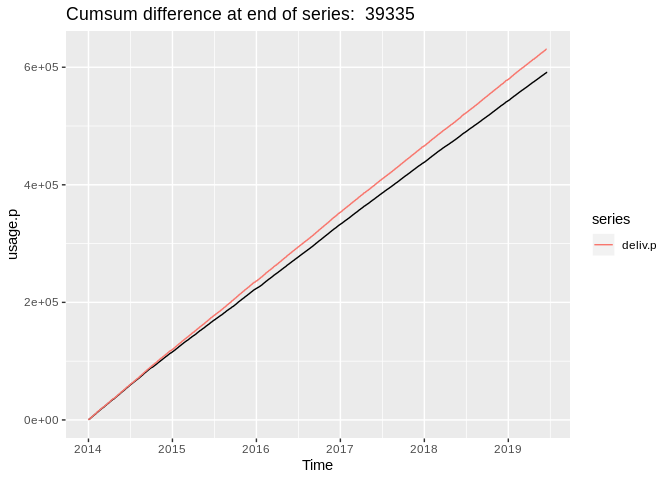 Cumsum difference at end of series:  39335
usage.p
6e+05
4e+05
2e+05
0e+00
2014 2015 2016 2017 2018 2019
Time
series
deliv.p